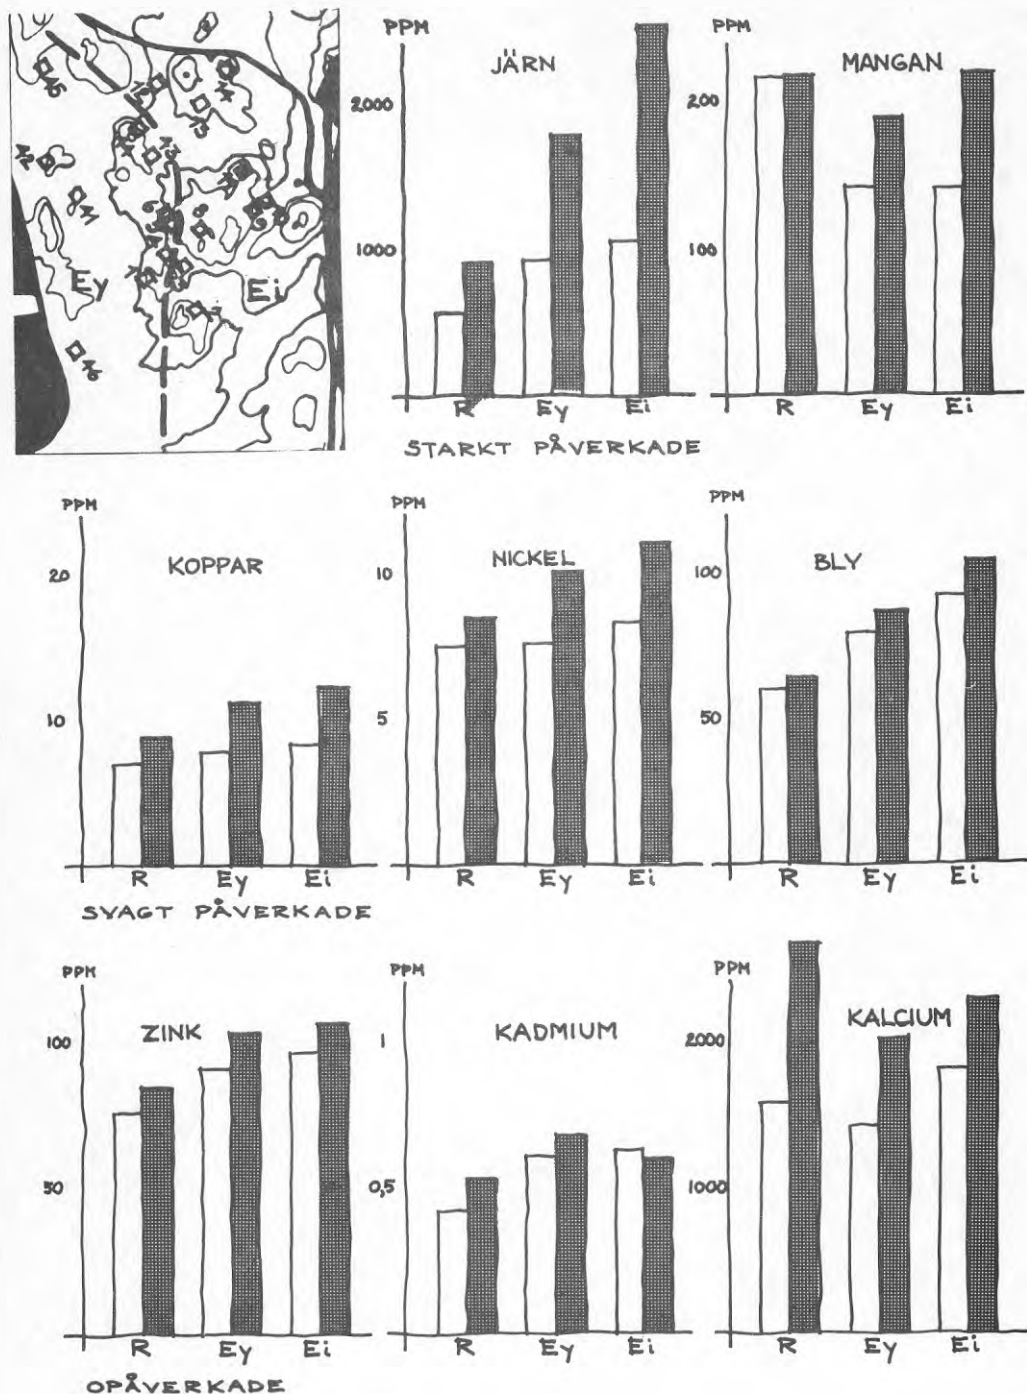 Ey
Ei
PPM
JÄRN
2000
1000
R
Ey
Ei
PPM
MANGAN
200
100
R
Ey
Ei
STARKT PÅVERKADE
PPM
KOPPAR
20
10
R
Ey
Ei
PPM
NICKEL
10
5
R
Ey
Ei
PPM
BLY
100
50
R
Ey
Ei
SVAGT PÅVERKADE
PPM
ZINK
100
50
R
Ey
Ei
PPM
KADMIUM
1
0,5
R
Ey
Ei
PPM
KALCIUM
2000
1000
R
Ey
Ei
OPÅVERKADE